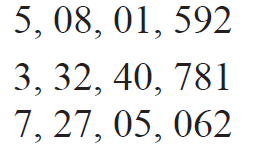 5, 08, 01, 592
3, 32, 40, 781
7, 27, 05, 062